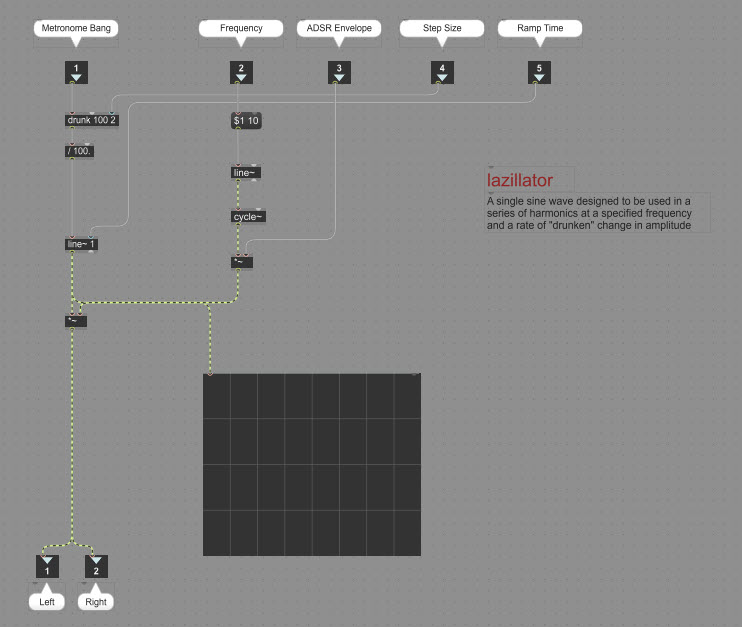 Metronome Bang
Frequency
ADSR Envelope
Step Size
Ramp Time
1
2
3
4
5
drunk 100 2
$1 10
/ 100.
line~
lazillator
A single sine wave designed to be used in a
series of harmonics at a specified frequency
and a rate of "drunken" change in amplitude
cycle~
line~ 1
*~
*~
1
2
Left
Right